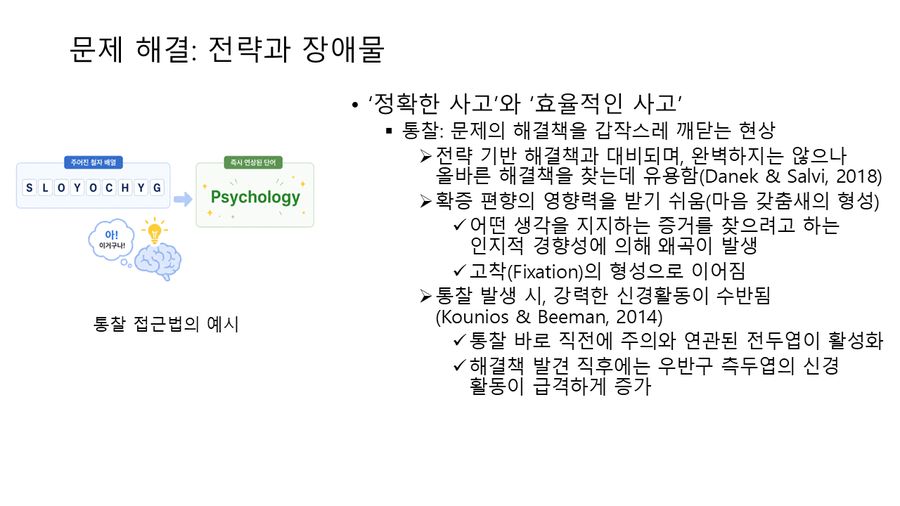 문제 해결: 전략과 장애물
• ‘정확한 사고’와 ‘효율적인 사고’
▪ 통찰: 문제의 해결책을 갑작스레 깨닫는 현상
➢전략 기반 해결책과 대비되며, 완벽하지는 않으나
올바른 해결책을 찾는데 유용함(Danek & Salvi, 2018)
➢확증 편향의 영향력을 받기 쉬움(마음 갖춤새의 형성)
✓어떤 생각을 지지하는 증거를 찾으려고 하는
인지적 경향성에 의해 왜곡이 발생
✓고착(Fixation)의 형성으로 이어짐
➢통찰 발생 시, 강력한 신경활동이 수반됨
(Kounios & Beeman, 2014)
✓통찰 바로 직전에 주의와 연관된 전두엽이 활성화
✓해결책 발견 직후에는 우반구 측두엽의 신경
활동이 급격하게 증가
주어진 철자 배열
S L O Y O C H Y G
즉시 연상된 단어
Psychology
아!
이거구나!
통찰 접근법의 예시